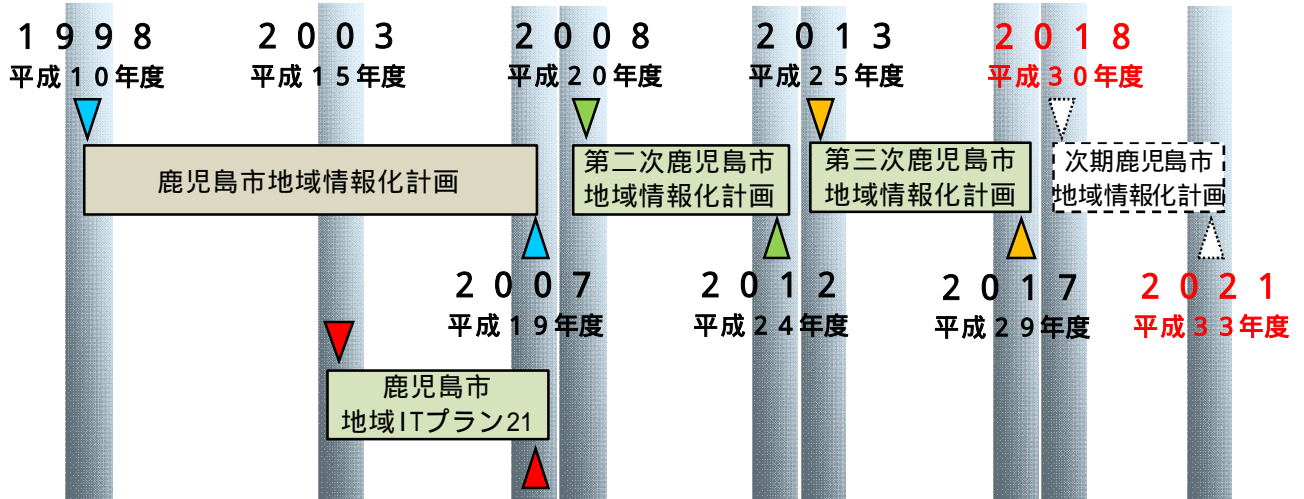 １９９８
平成１０年度
２００３
平成１５年度
２００８
平成２０年度
２０１３
平成２５年度
２０１８
平成３０年度
鹿児島市地域情報化計画
第二次鹿児島市
地域情報化計画
第三次鹿児島市
地域情報化計画
次期鹿児島市
地域情報化計画
２００７
平成１９年度
２０１２
平成２４年度
２０１７
平成２９年度
２０２１
平成３３年度
鹿児島市
地域ITプラン21